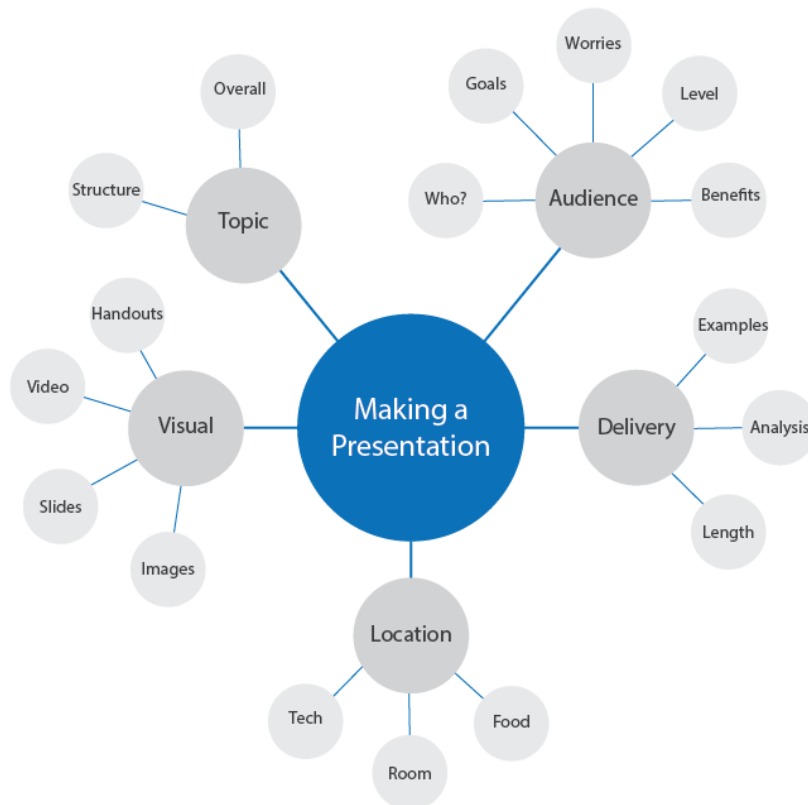 Worries
Overall
Goals
Level
Structure
Topic
Who?
Audience
Benefits
Handouts
Examples
Video
Visual
Making a
Presentation
Delivery
Analysis
Slides
Length
Images
Location
Tech
Food
Room